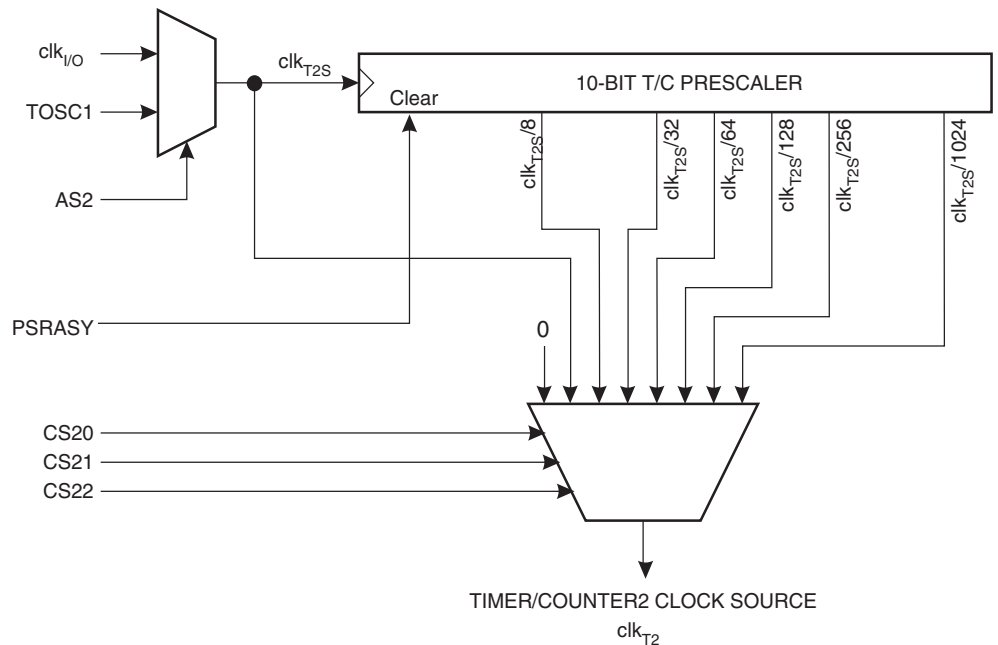 clkI/O
TOSC1
AS2
PSRASY
clkT2S
10-BIT T/C PRESCALER
Clear
clkT2S/8
clkT2S/32
clkT2S/64
clkT2S/128
clkT2S/256
clkT2S/1024
0
CS20
CS21
CS22
TIMER/COUNTER2 CLOCK SOURCE
clkT2